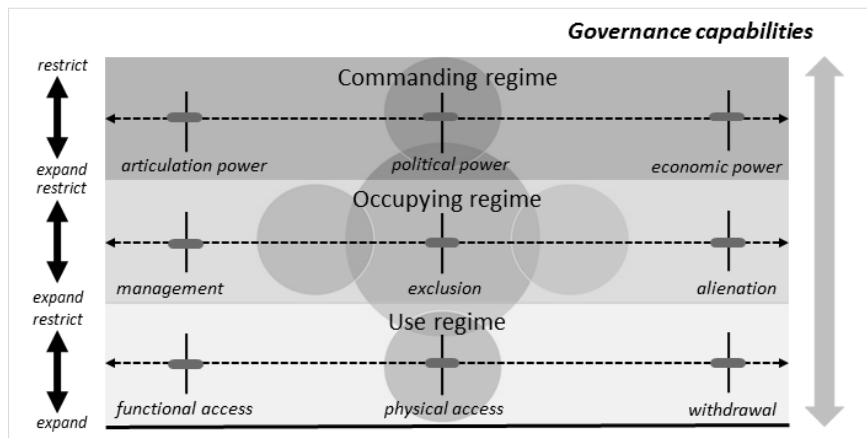 Governance capabilities
restrict
Commanding regime
articulation power
political power
economic power
expand
restrict
Occupying regime
management
exclusion
alienation
expand
restrict
Use regime
functional access
physical access
withdrawal
expand